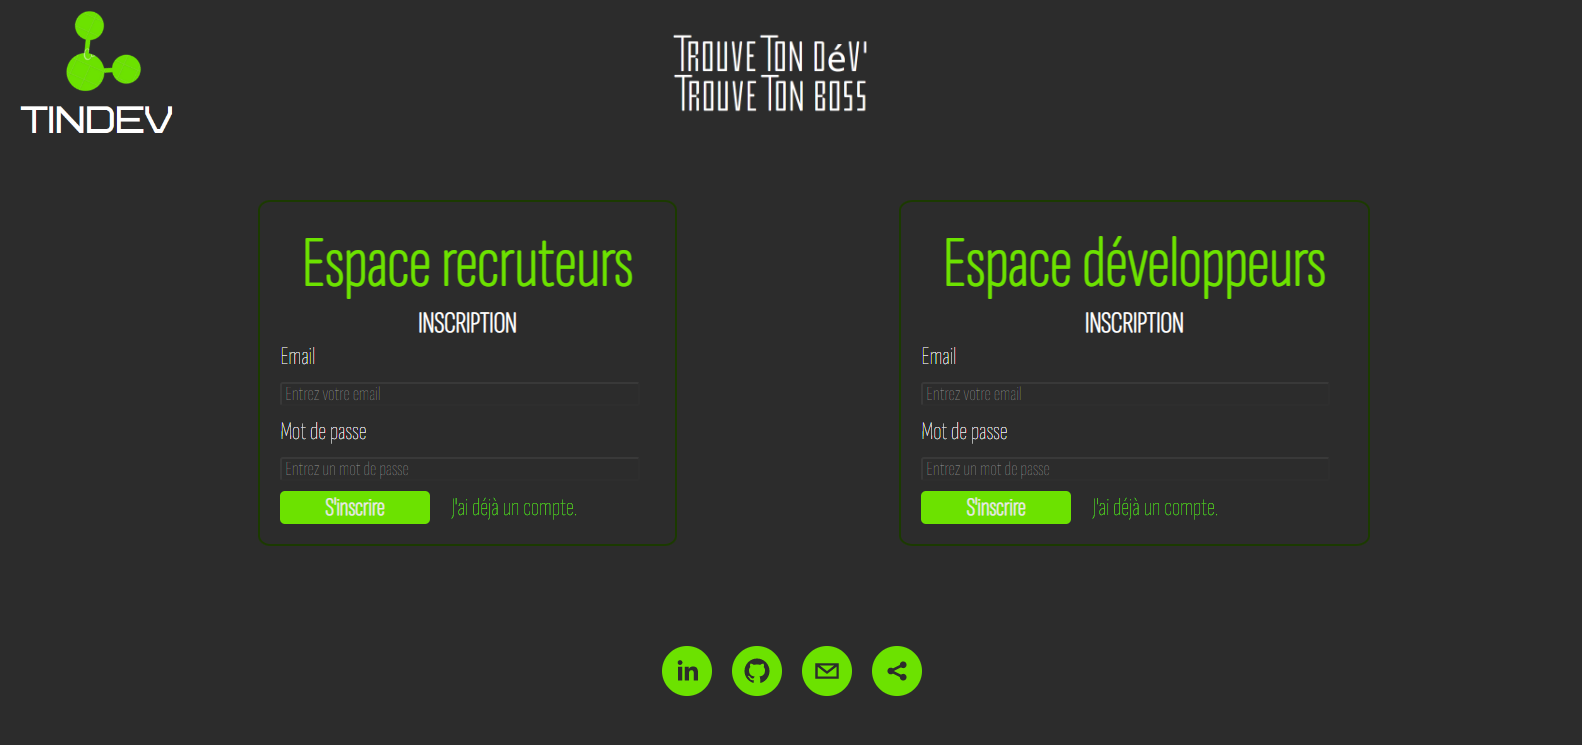 TINDEV
Trouve Ton Dév'
Trouve Ton Boss
Espace recruteurs
INSCRIPTION
Email
Entrez votre email
Mot de passe
Entrez un mot de passe
S'inscrire
J'ai déjà un compte.
Espace développeurs
INSCRIPTION
Email
Entrez votre email
Mot de passe
Entrez un mot de passe
S'inscrire
J'ai déjà un compte.
in